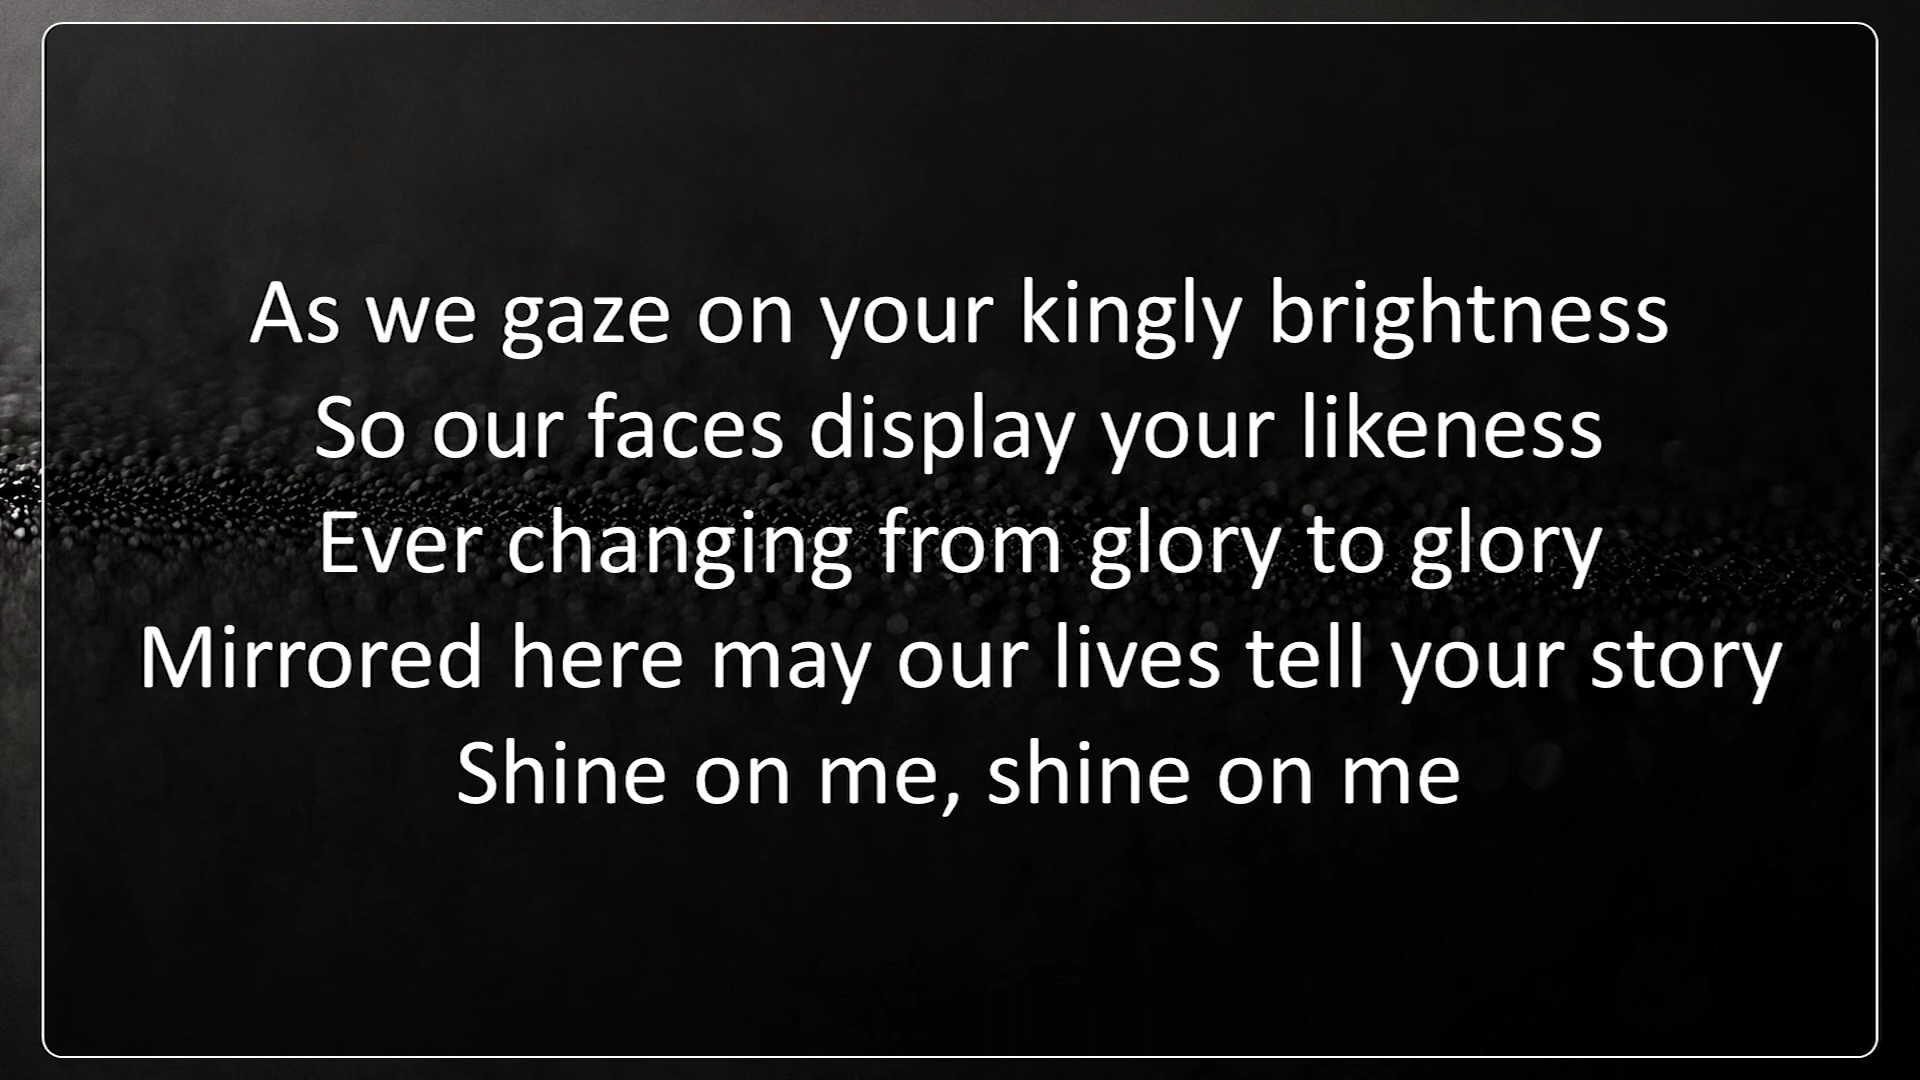 As we gaze on your kingly brightness
So our faces display your likeness
Ever changing from glory to glory
Mirrored here may our lives tell your story
Shine on me, shine on me